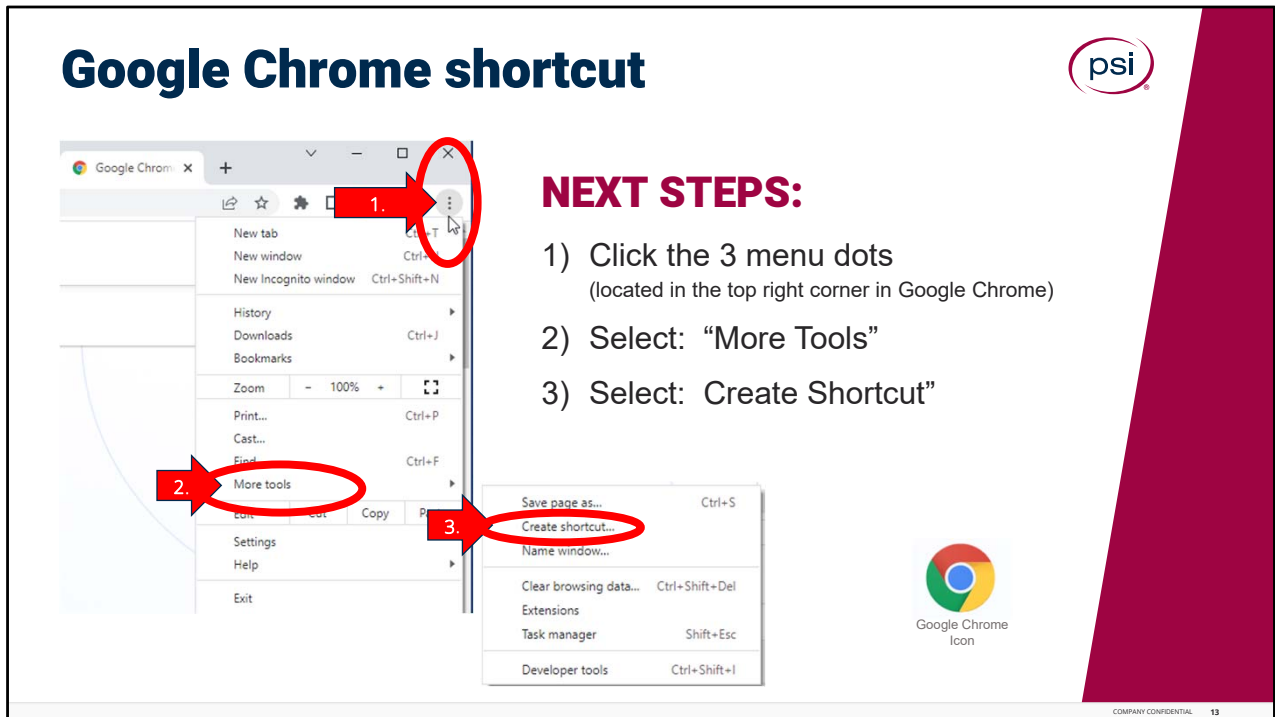 Google Chrome shortcut
psi
Google Chrom
1.
New tab
New window
New Incognito window Ctrl+Shift+N
History
Downloads Ctrl+J
Bookmarks
Zoom - 100% +
Print... Ctrl+P
Cast...
Find... Ctrl+F
2. More tools
Edit Cut Copy
Settings
Help
Exit
3.
Save page as... Ctrl+S
Create shortcut...
Name window...
Clear browsing data... Ctrl+Shift+Del
Extensions
Task manager Shift+Esc
Developer tools Ctrl+Shift+I
NEXT STEPS:
1) Click the 3 menu dots
(located in the top right corner in Google Chrome)
2) Select: “More Tools”
3) Select: Create Shortcut”
Google Chrome
Icon
COMPANY CONFIDENTIAL 13